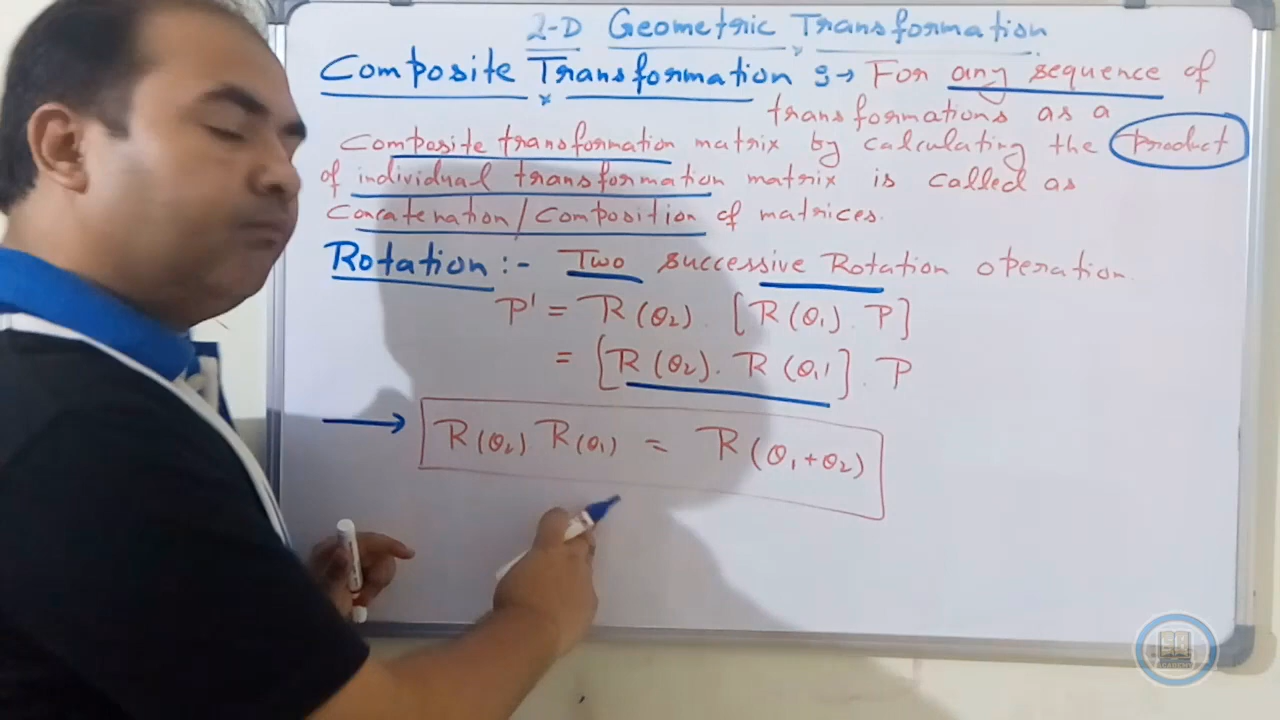 2-D Geometric Transformation
Composite Transformation :→ For any sequence of
transformations as a
Composite transformation matrix by calculating the Product
of individual transformation matrix is called as
Concatenation/Composition of matrices.
Rotation :- Two successive Rotation operation.
P' = R(θ2). [R(θ1). P]
= [R(θ2). R(θ1)]. P
→ R(θ2) R(θ1) = R(θ1+θ2)
ACADEMY